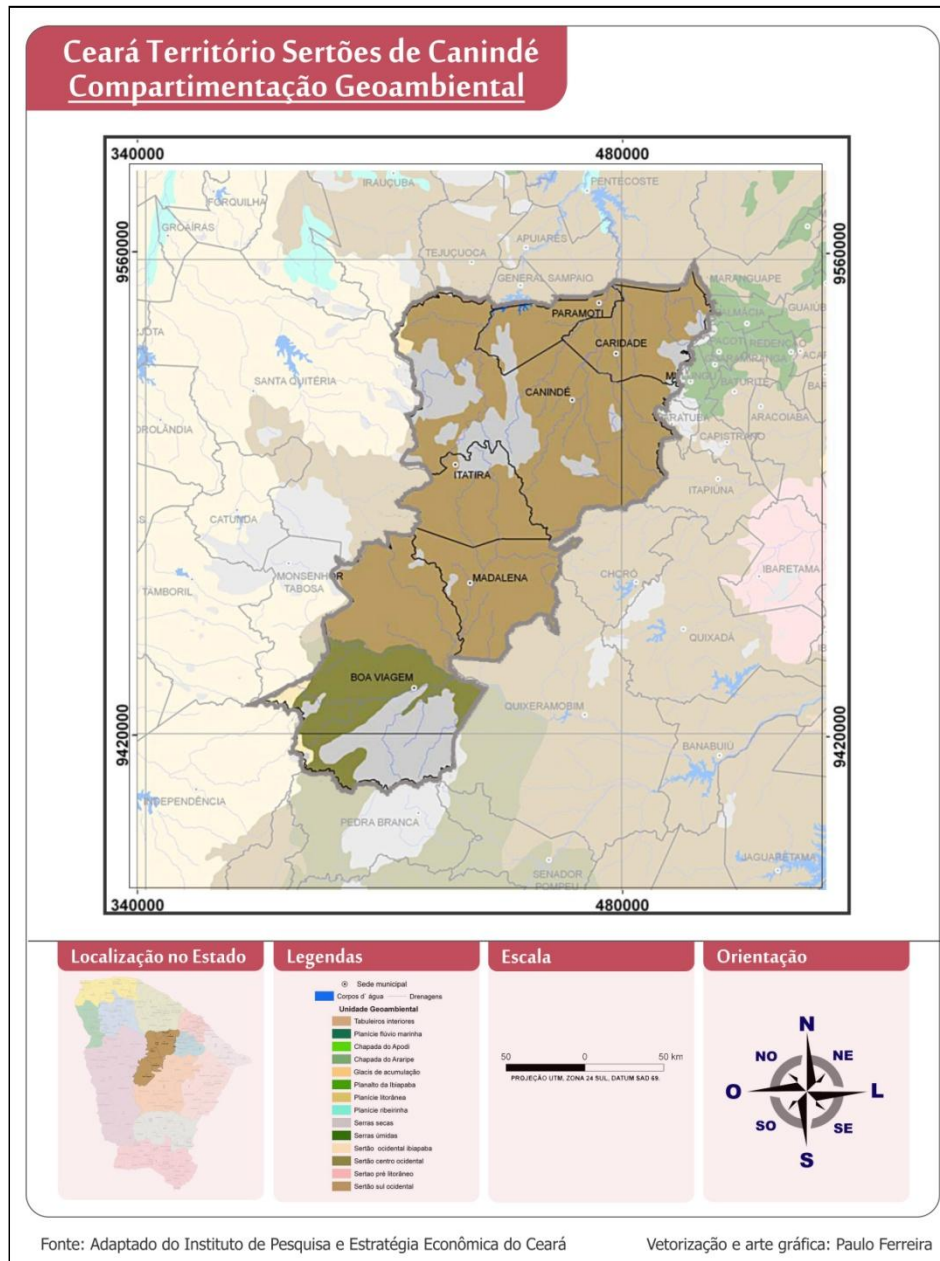 Ceará Território Sertões de Canindé
Compartimentação Geoambiental
340000
480000
IRAUÇUBA
PENTECOSTE
FORQUILHA
GROAÍRAS
APUIARÉS
TEJUÇUOCA
9560000
9560000
GENERAL SAMPAIO
MARANGUAPE
PARAMOTI
GUAIÚB
CARIDADE
REDENÇÃO
SANTA QUITÉRIA
CANINDÉ
BATURITÉ
ARACOIABA
CAPISTRANO
ITATIRA
ITAPIÚNA
CATUNDA
MONSENHOR
TABOSA
IBARETAMA
TAMBORIL
MADALENA
CHORÓ
QUIXADÁ
BOA VIAGEM
QUIXERAMOBIM
9420000
9420000
BANABUIÚ
INDEPENDÊNCIA
PEDRA BRANCA
JAGUARETAMA
SENADOR
POMPEU
340000
480000
Localização no Estado
Legendas
Escala
Orientação
Sede municipal
Corpos d' água
Drenagens
Unidade Geoambiental
Tabuleiros interiores
Planície flúvio marinha
Chapada do Apodi
Chapada do Araripe
Glacis de acumulação
Planalto da Ibiapaba
Planície litorânea
Planície ribeirinha
Serras secas
Serras úmidas
Sertão ocidental ibiapaba
Sertão centro ocidental
Sertao pré litorâneo
Sertão sul ocidental
50
0
50 km
PROJEÇÃO UTM, ZONA 24 SUL, DATUM SAD 69.
N
NO
NE
O
L
SO
SE
S
Fonte: Adaptado do Instituto de Pesquisa e Estratégia Econômica do Ceará
Vetorização e arte gráfica: Paulo Ferreira